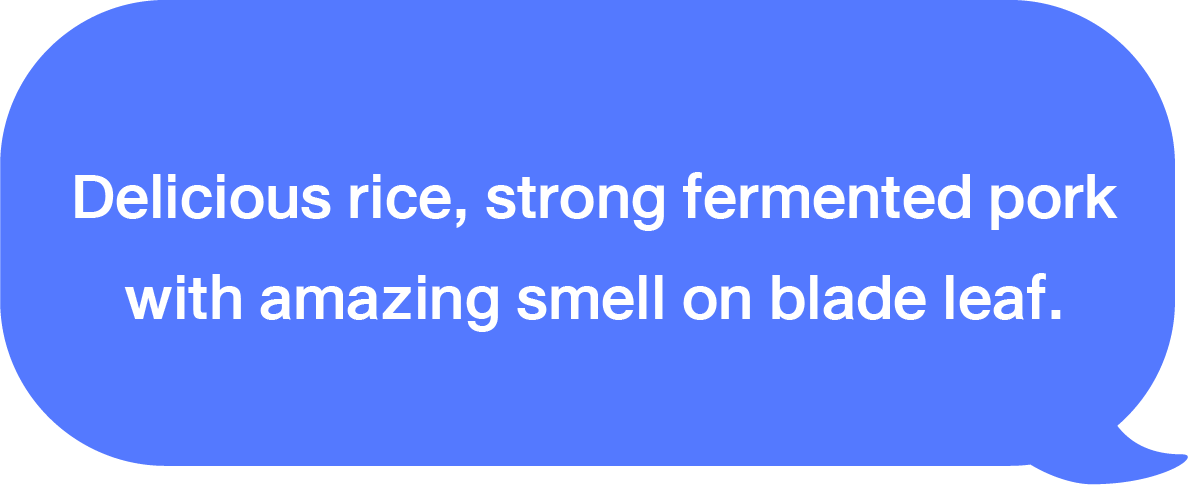 Delicious rice, strong fermented pork
with amazing smell on blade leaf.